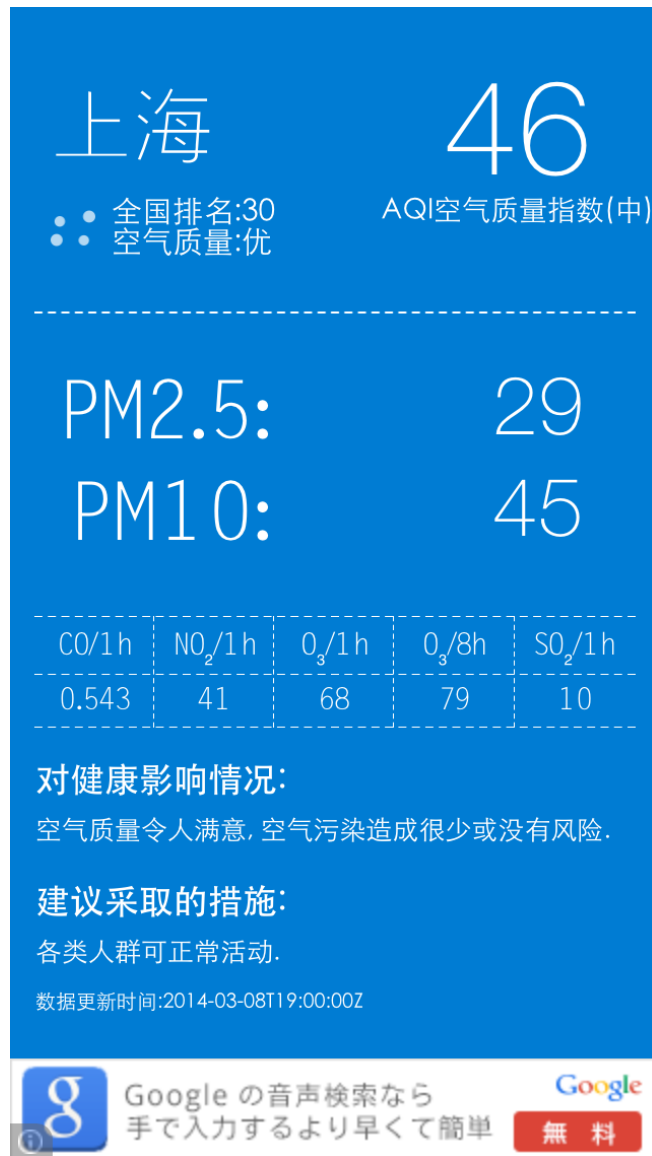 上海
46
全国排名:30
空气质量:优
AQI空气质量指数(中)
PM2.5: 29
PM10: 45
CO/1h NO₂/1h O₃/1h O₃/8h SO₂/1h
0.543 41 68 79 10
对健康影响情况:
空气质量令人满意, 空气污染造成很少或没有风险.
建议采取的措施:
各类人群可正常活动.
数据更新时间:2014-03-08T19:00:00Z
g
Google の音声検索なら
手で入力するより早くて簡単
Google
無料